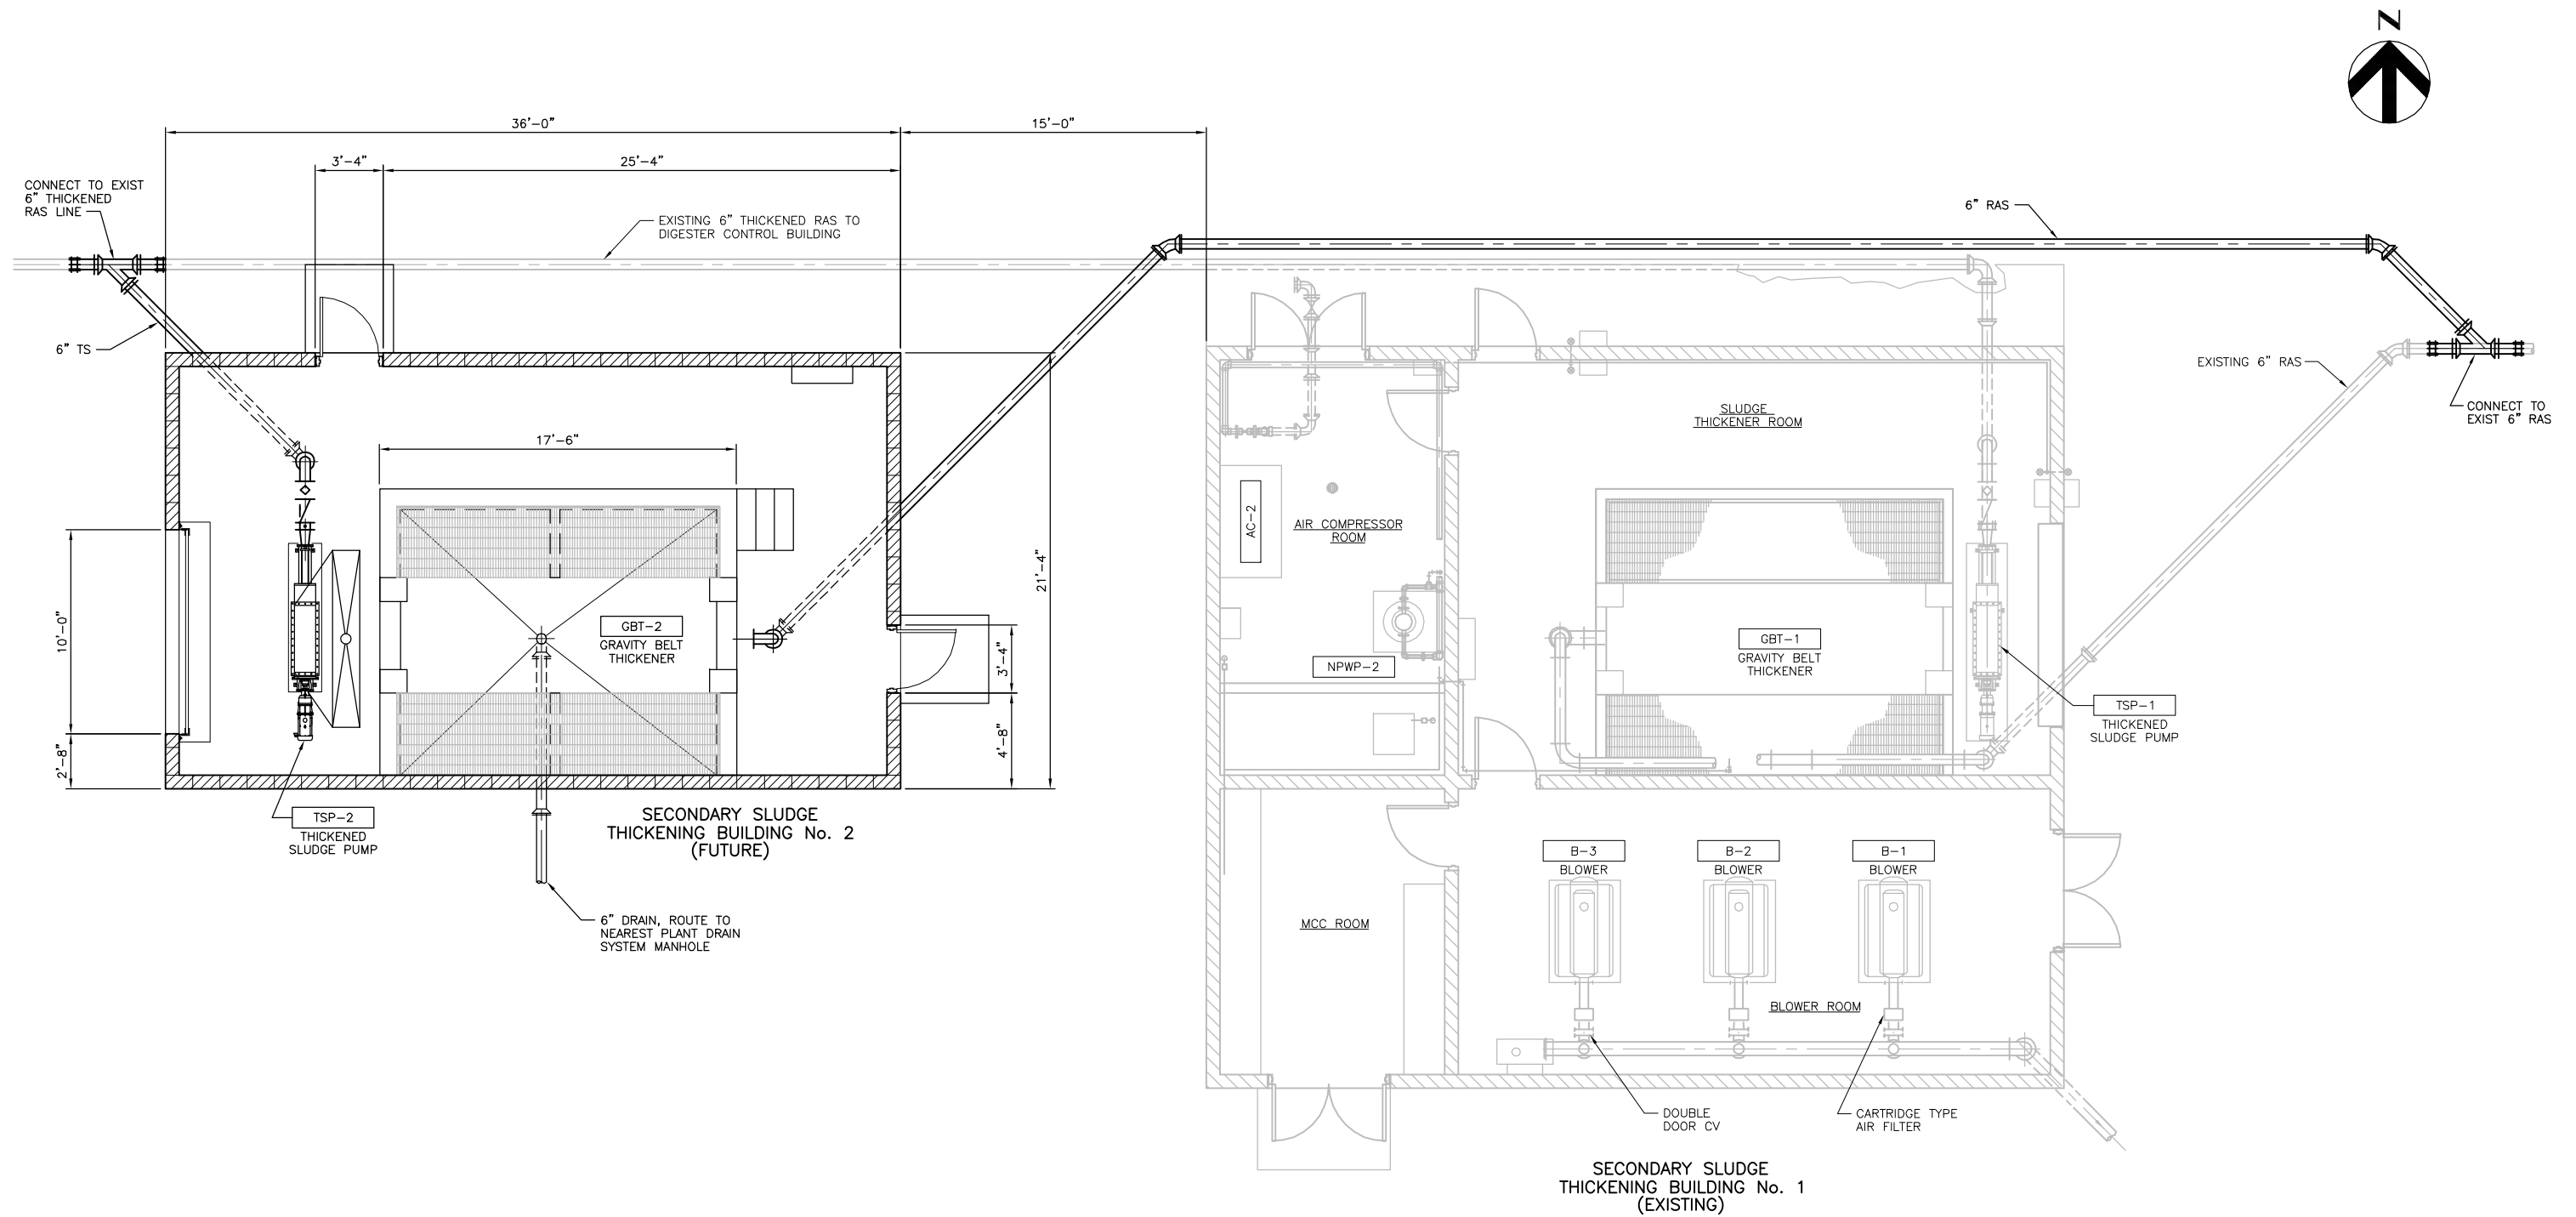 N
36'-0"
15'-0"
3'-4"
25'-4"
CONNECT TO EXIST
6" THICKENED
RAS LINE
EXISTING 6" THICKENED RAS TO
DIGESTER CONTROL BUILDING
6" RAS
6" TS
EXISTING 6" RAS
CONNECT TO
EXIST 6" RAS
SLUDGE
THICKENER ROOM
17'-6"
AC-2
AIR COMPRESSOR
ROOM
21'-4"
10'-0"
GBT-2
GRAVITY BELT
THICKENER
GBT-1
GRAVITY BELT
THICKENER
3'-4"
NPWP-2
TSP-1
THICKENED
SLUDGE PUMP
4'-8"
2'-8"
TSP-2
THICKENED
SLUDGE PUMP
SECONDARY SLUDGE
THICKENING BUILDING No. 2
(FUTURE)
B-3
BLOWER
B-2
BLOWER
B-1
BLOWER
6" DRAIN, ROUTE TO
NEAREST PLANT DRAIN
SYSTEM MANHOLE
MCC ROOM
BLOWER ROOM
DOUBLE
DOOR CV
CARTRIDGE TYPE
AIR FILTER
SECONDARY SLUDGE
THICKENING BUILDING No. 1
(EXISTING)